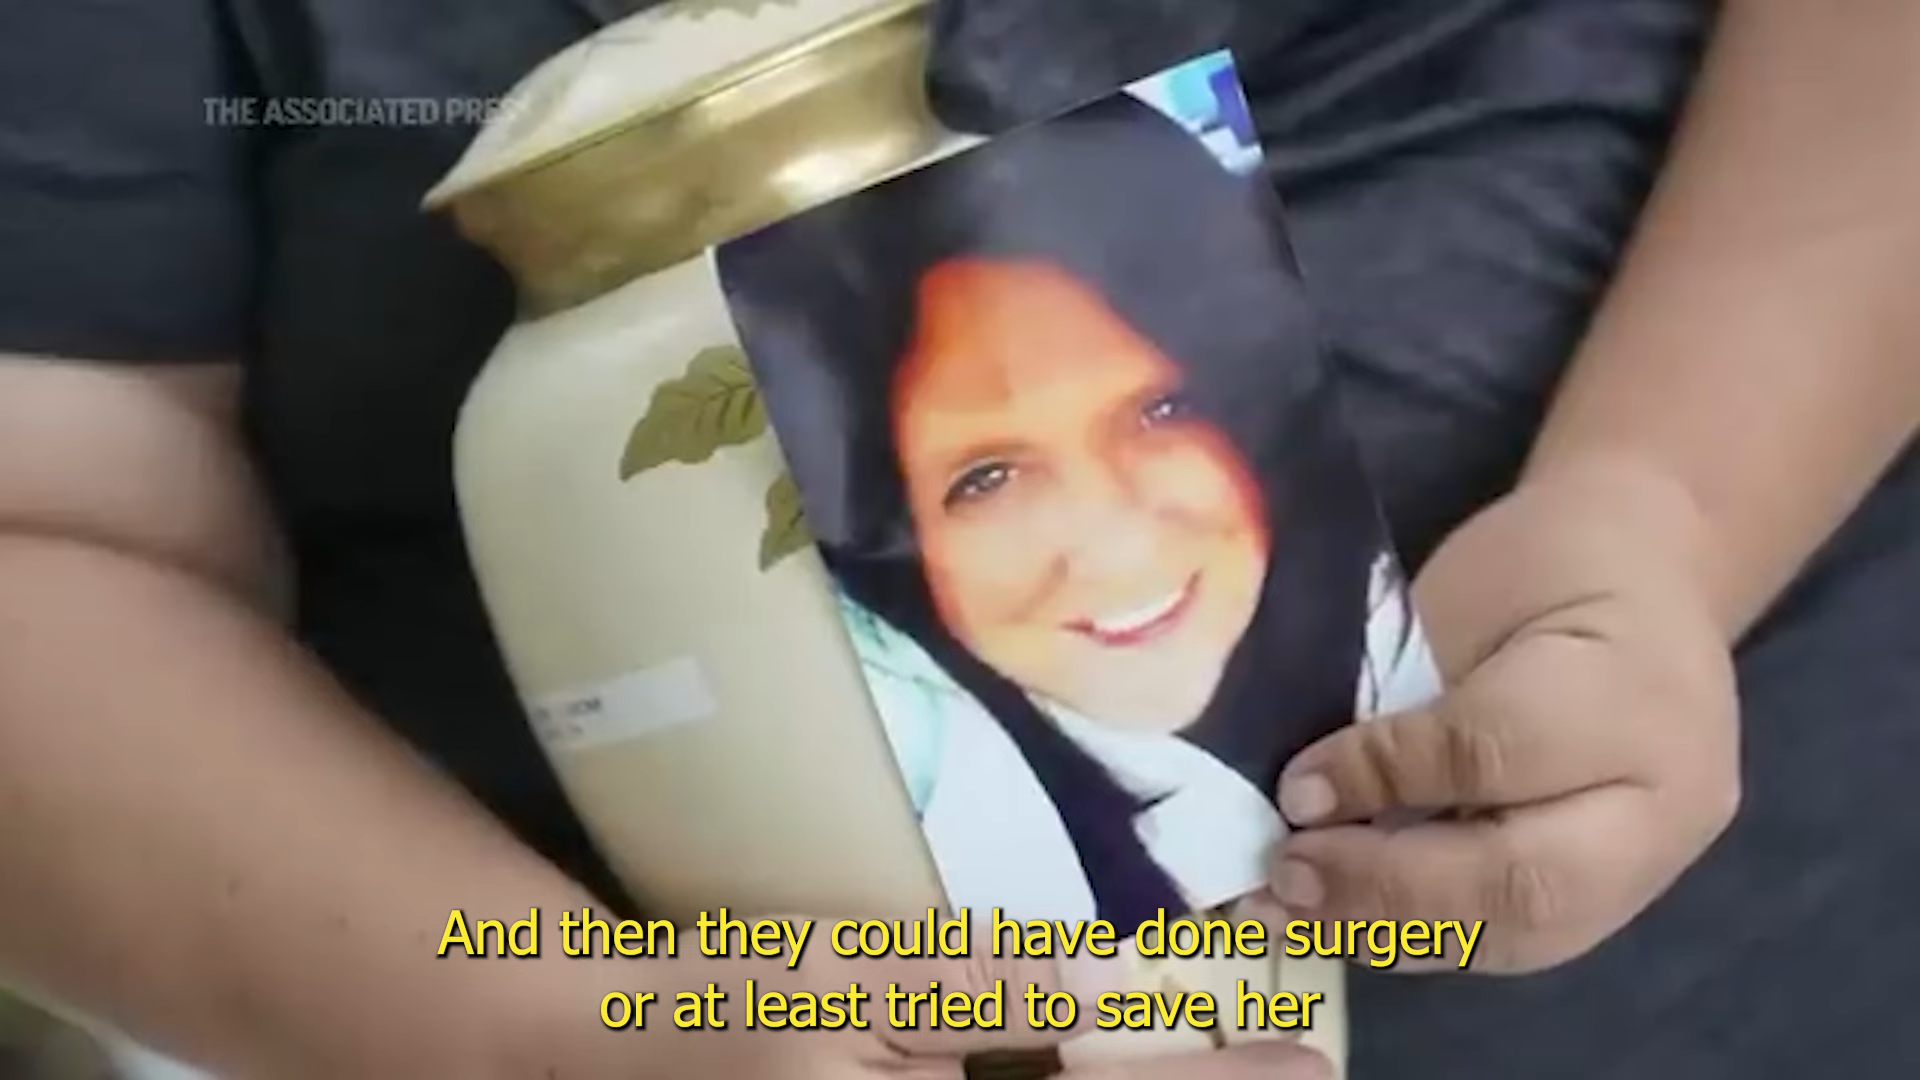 THE ASSOCIATED PRESS
And then they could have done surgery
or at least tried to save her